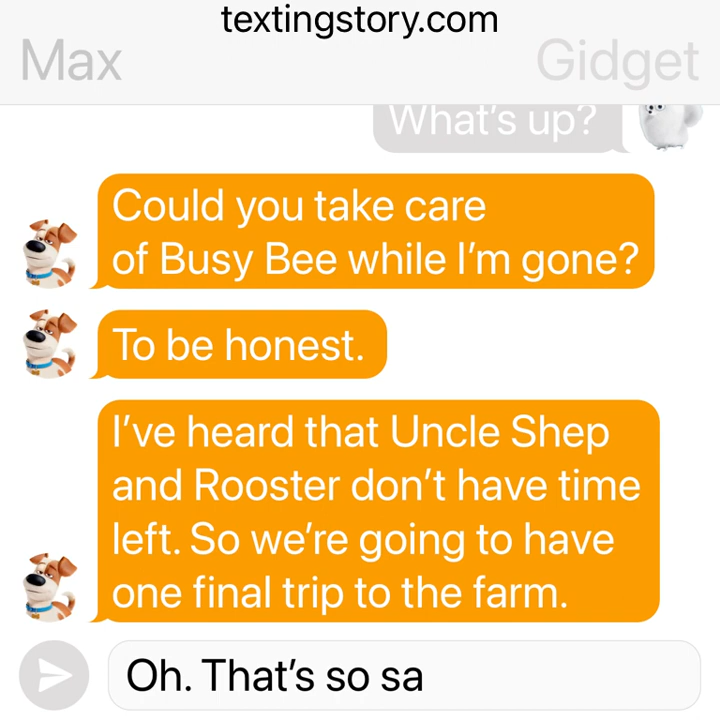 textingstory.com
Max
Gidget
What's up?
Could you take care
of Busy Bee while I'm gone?
To be honest.
I've heard that Uncle Shep
and Rooster don't have time
left. So we're going to have
one final trip to the farm.
Oh. That's so sa